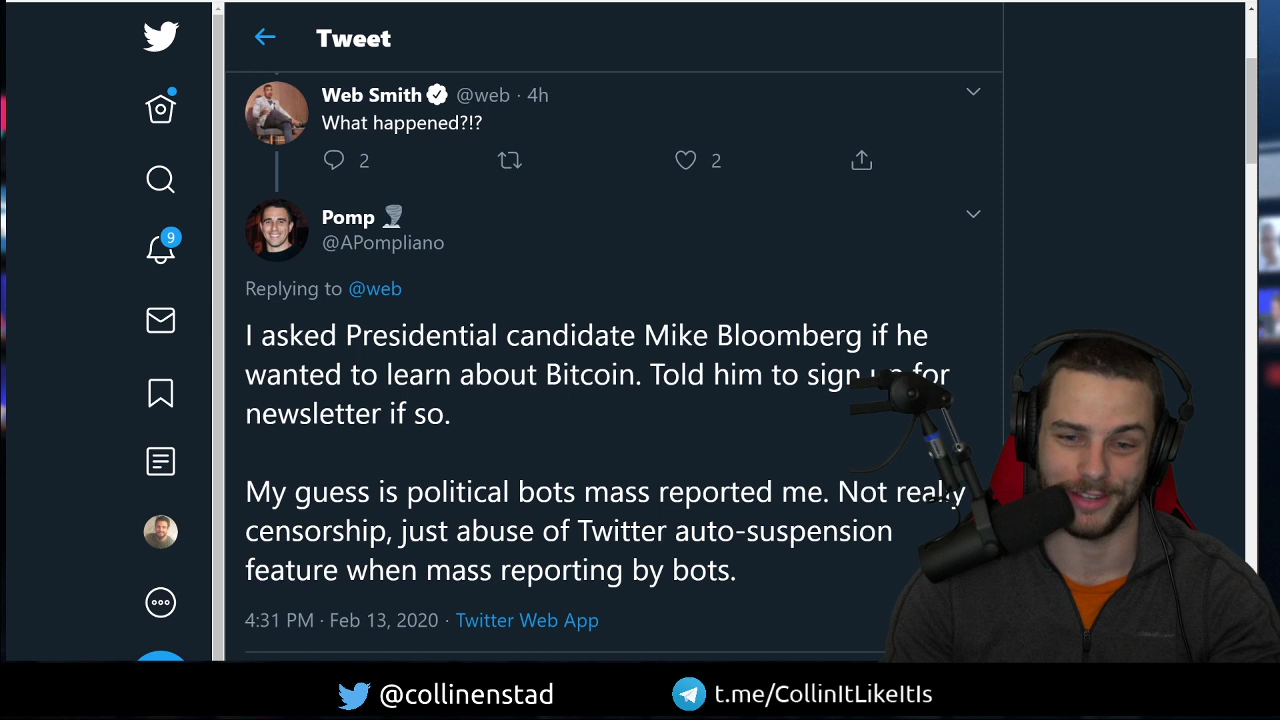 Tweet
Web Smith @web · 4h
What happened?!?
2 2
Pomp
@APompliano
9
Replying to @web
I asked Presidential candidate Mike Bloomberg if he
wanted to learn about Bitcoin. Told him to sign up for
newsletter if so.
My guess is political bots mass reported me. Not really
censorship, just abuse of Twitter auto-suspension
feature when mass reporting by bots.
4:31 PM · Feb 13, 2020 · Twitter Web App
@collinenstad t.me/CollinItLikeItIs